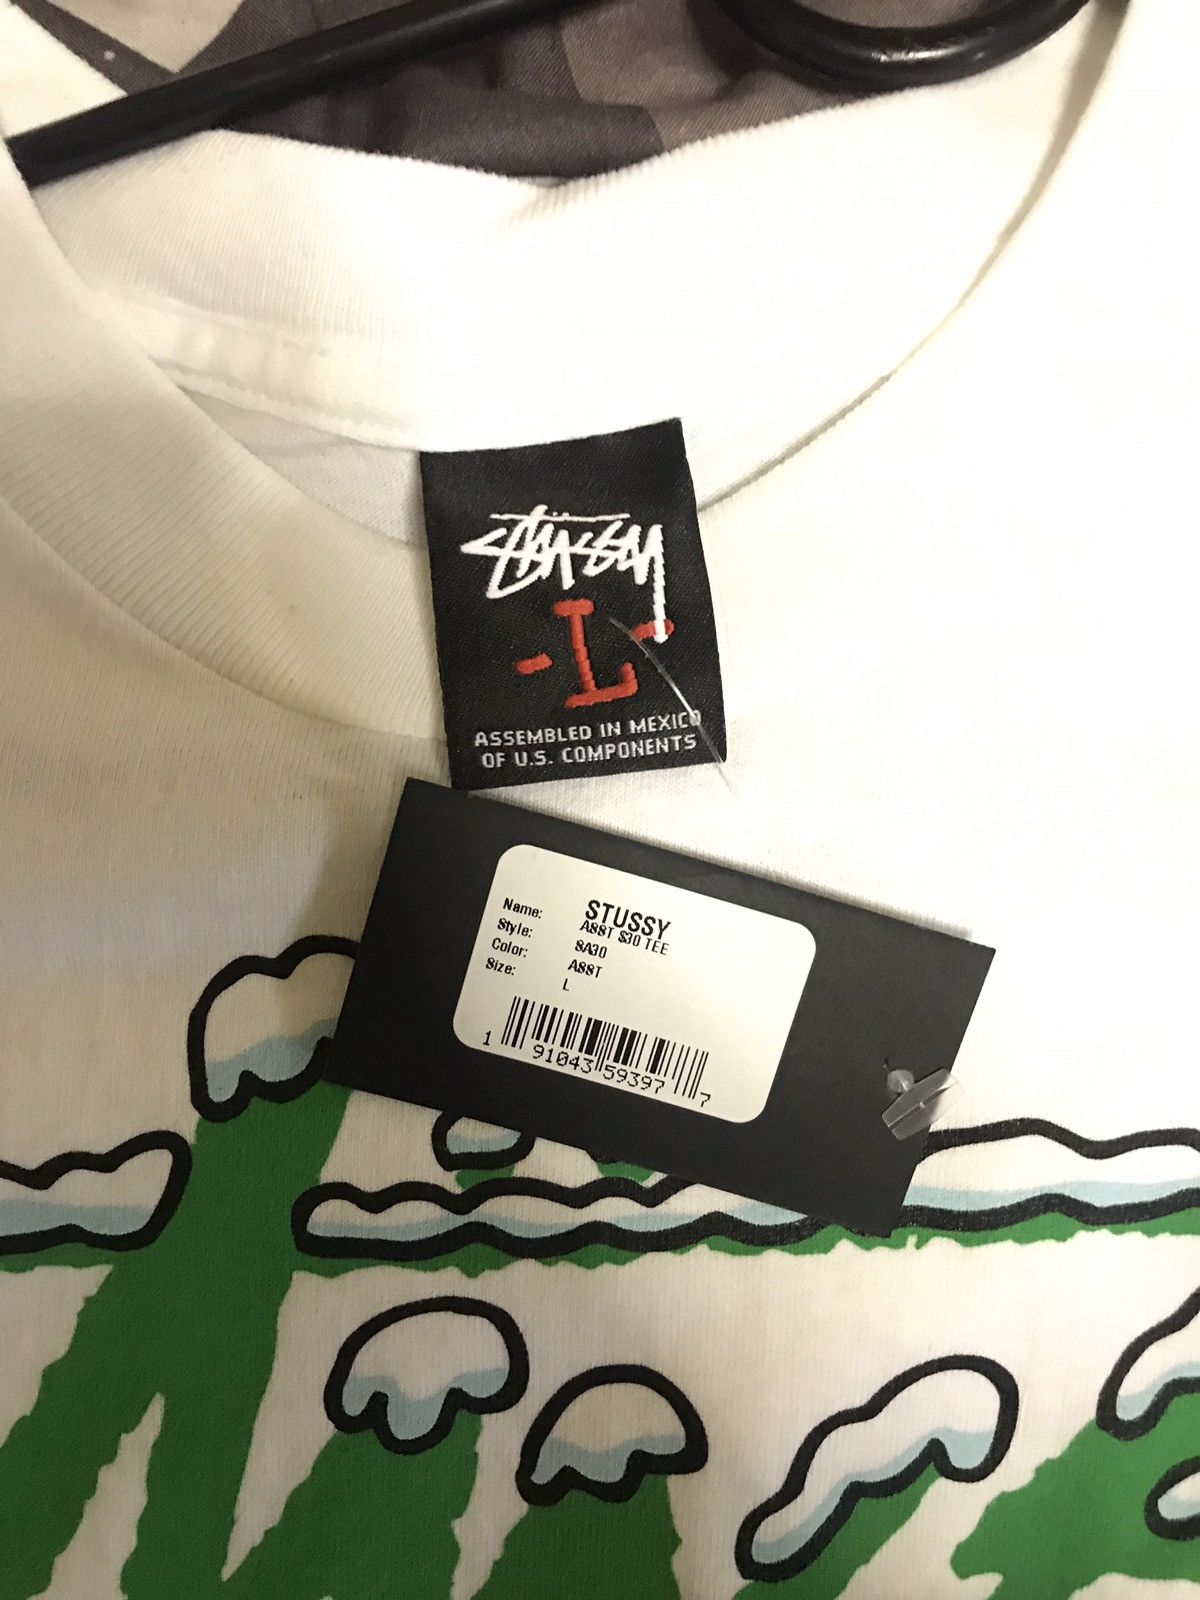 STÜSSY
-L-
ASSEMBLED IN MEXICO
OF U.S. COMPONENTS
Name: STUSSY
Style: ASST $30 TEE
Color: SA30
Size: ASST
L
1 91043 59397 7